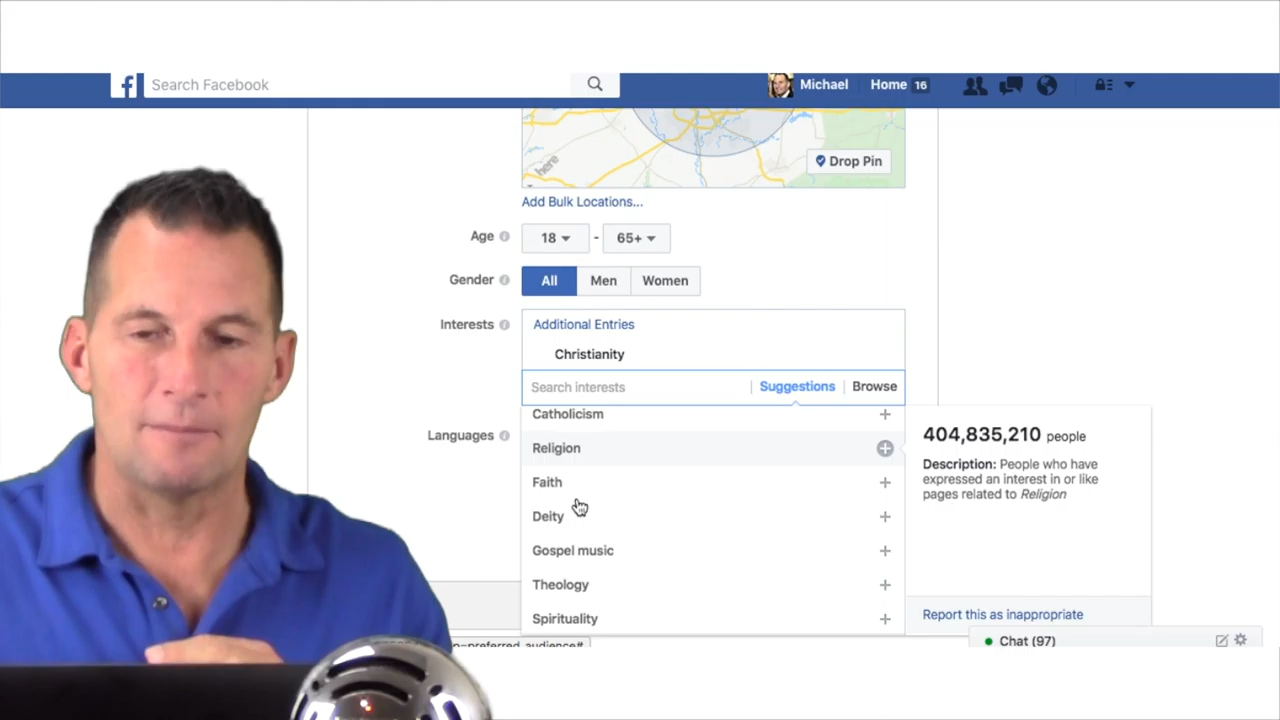 f Search Facebook
Michael Home 16
here
Drop Pin
Add Bulk Locations...
Age i 18 - 65+
Gender i All Men Women
Interests i Additional Entries
Christianity
Search interests | Suggestions | Browse
Catholicism +
Languages i
Religion +
Faith +
Deity +
Gospel music +
Theology +
Spirituality +
404,835,210 people
Description: People who have
expressed an interest in or like
pages related to Religion
Report this as inappropriate
Chat (97)
=preferred_audience#